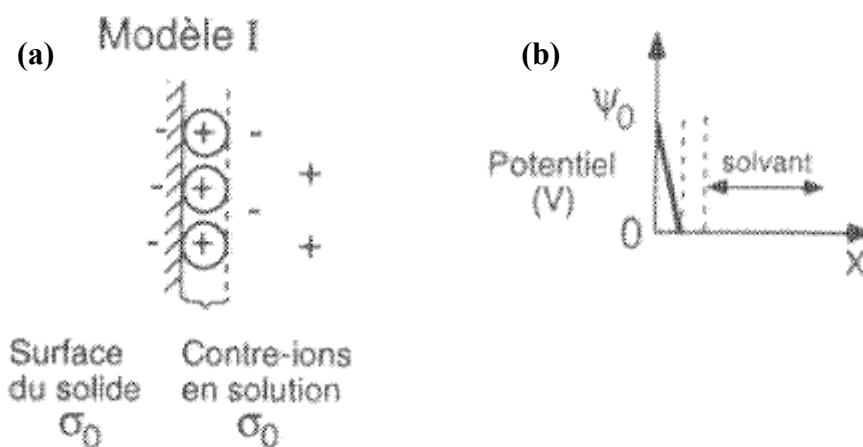 Modèle I
(a)
- + -
+
- + -
- + +
Surface
du solide
σ0
Contre-ions
en solution
σ0
(b)
Ψ0
Potentiel
(V)
0
solvant
X